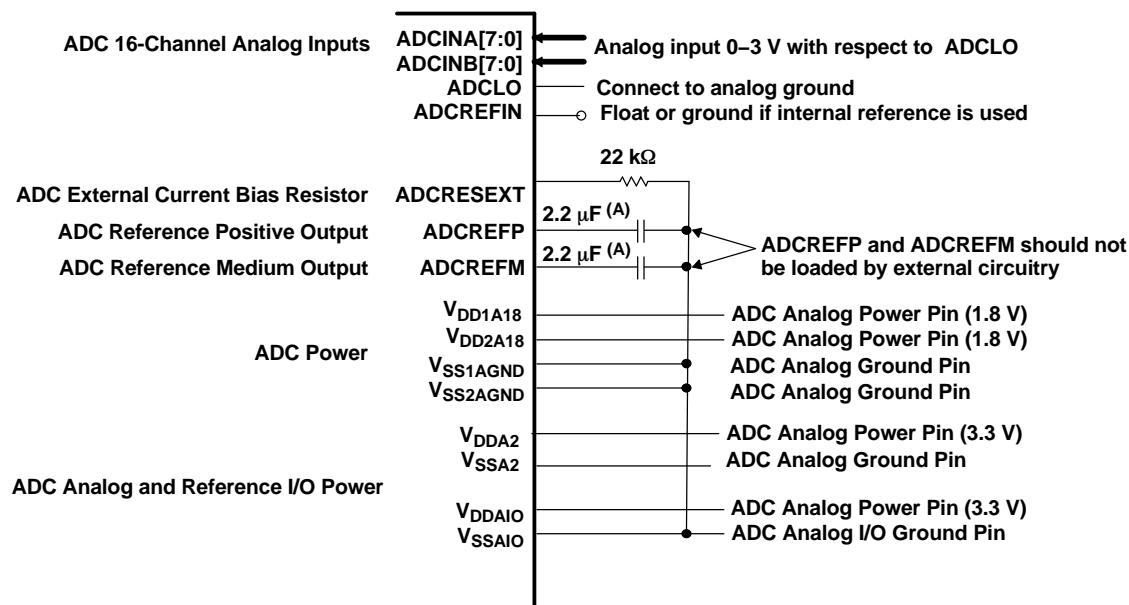 ADC 16-Channel Analog Inputs
ADCINA[7:0]
ADCINB[7:0]
Analog input 0–3 V with respect to ADCLO
ADCLO
Connect to analog ground
ADCREFIN
Float or ground if internal reference is used
22 kΩ
ADC External Current Bias Resistor
ADCRESEXT
2.2 μF (A)
ADC Reference Positive Output
ADCREFP
ADCREFP and ADCREFM should not
be loaded by external circuitry
2.2 μF (A)
ADC Reference Medium Output
ADCREFM
VDD1A18
ADC Analog Power Pin (1.8 V)
VDD2A18
ADC Analog Power Pin (1.8 V)
ADC Power
VSS1AGND
ADC Analog Ground Pin
VSS2AGND
ADC Analog Ground Pin
VDDA2
ADC Analog Power Pin (3.3 V)
VSSA2
ADC Analog Ground Pin
ADC Analog and Reference I/O Power
VDDAIO
ADC Analog Power Pin (3.3 V)
VSSAIO
ADC Analog I/O Ground Pin